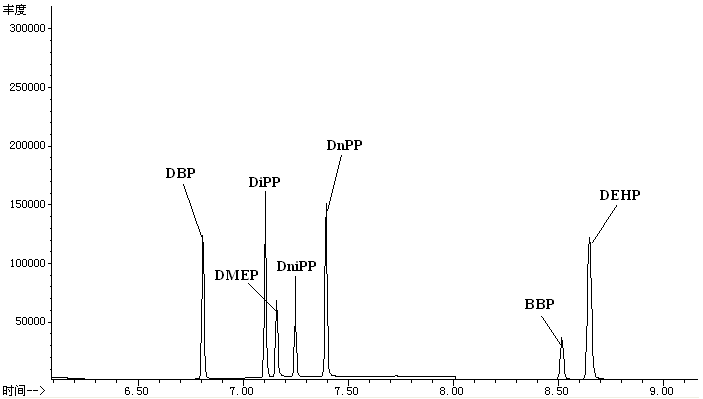 丰度
300000
250000
200000
150000
100000
50000
DBP
DiPP
DMEP
DniPP
DnPP
BBP
DEHP
时间--> 6.50 7.00 7.50 8.00 8.50 9.00